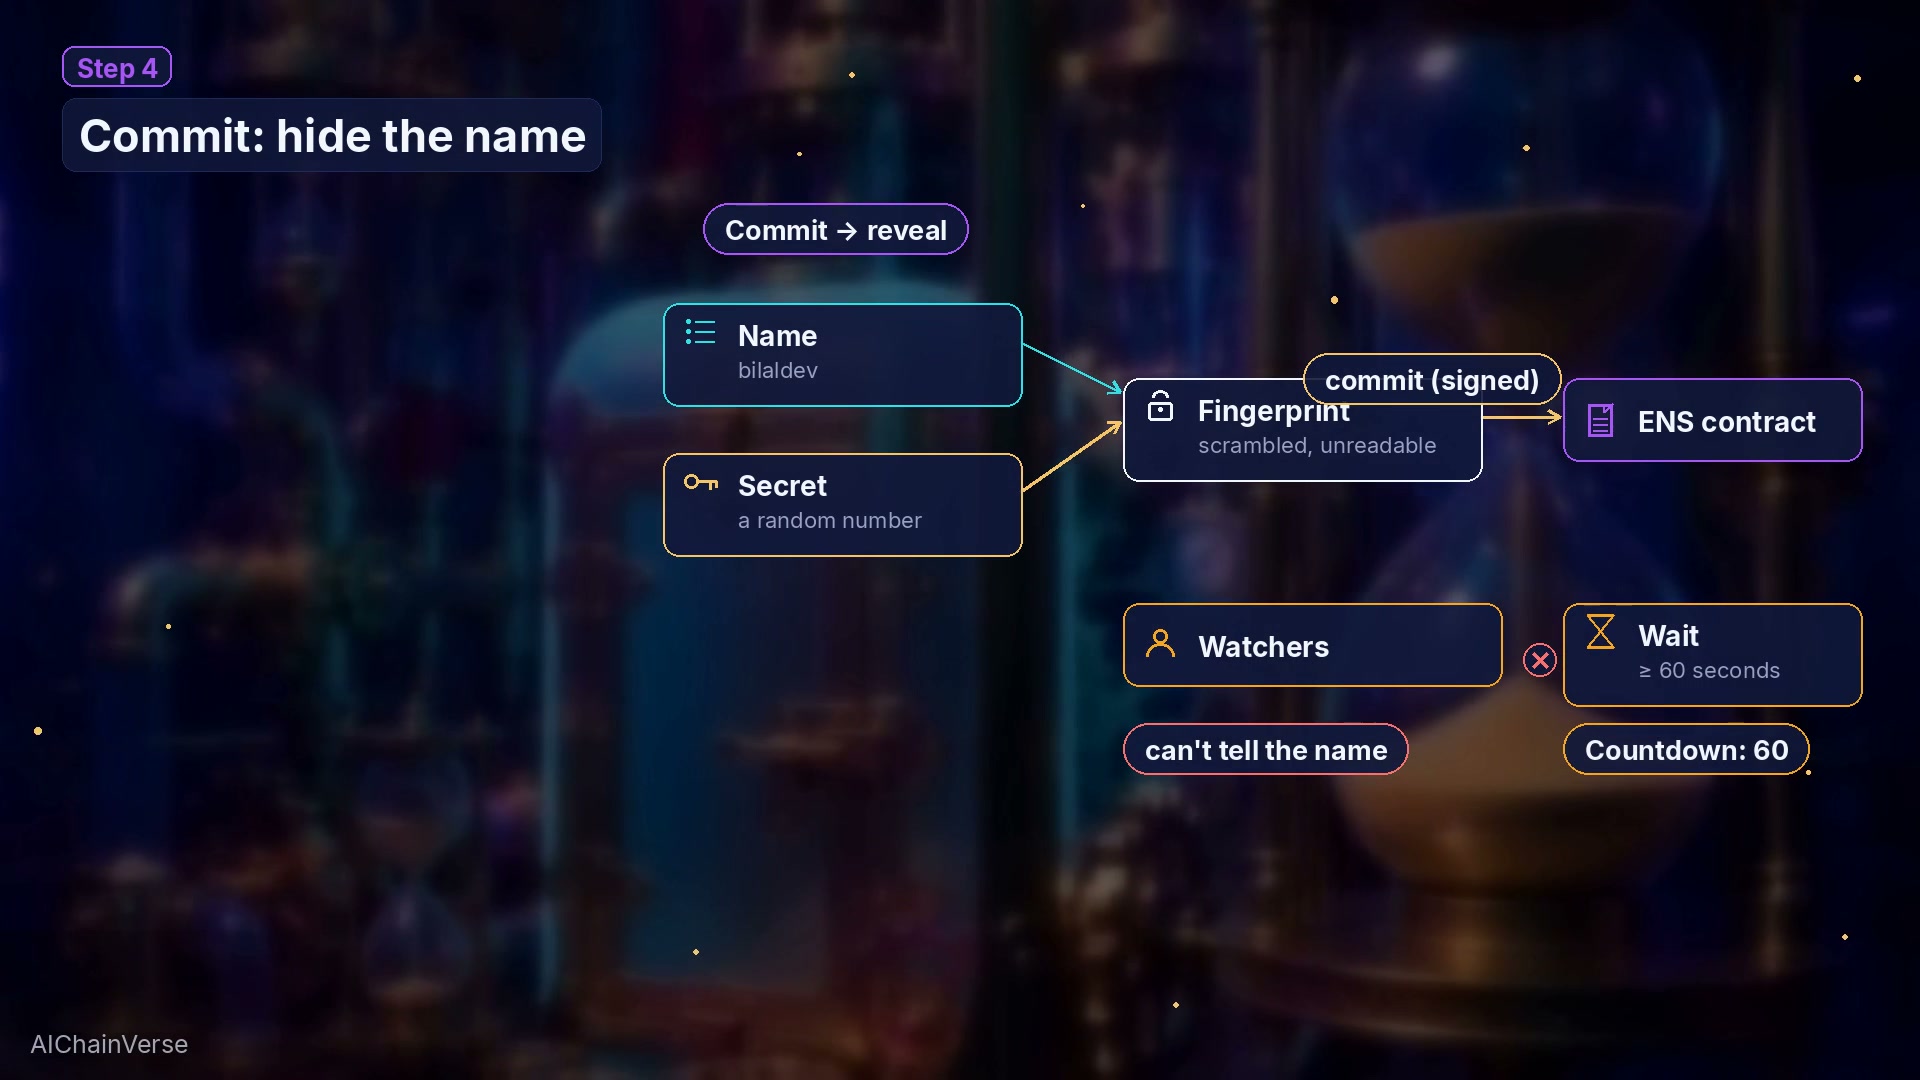 Step 4
Commit: hide the name
Commit → reveal
Name
bilaldev
Secret
a random number
commit (signed)
Fingerprint
scrambled, unreadable
ENS contract
Watchers
can't tell the name
Wait
≥ 60 seconds
Countdown: 60
AIChainVerse